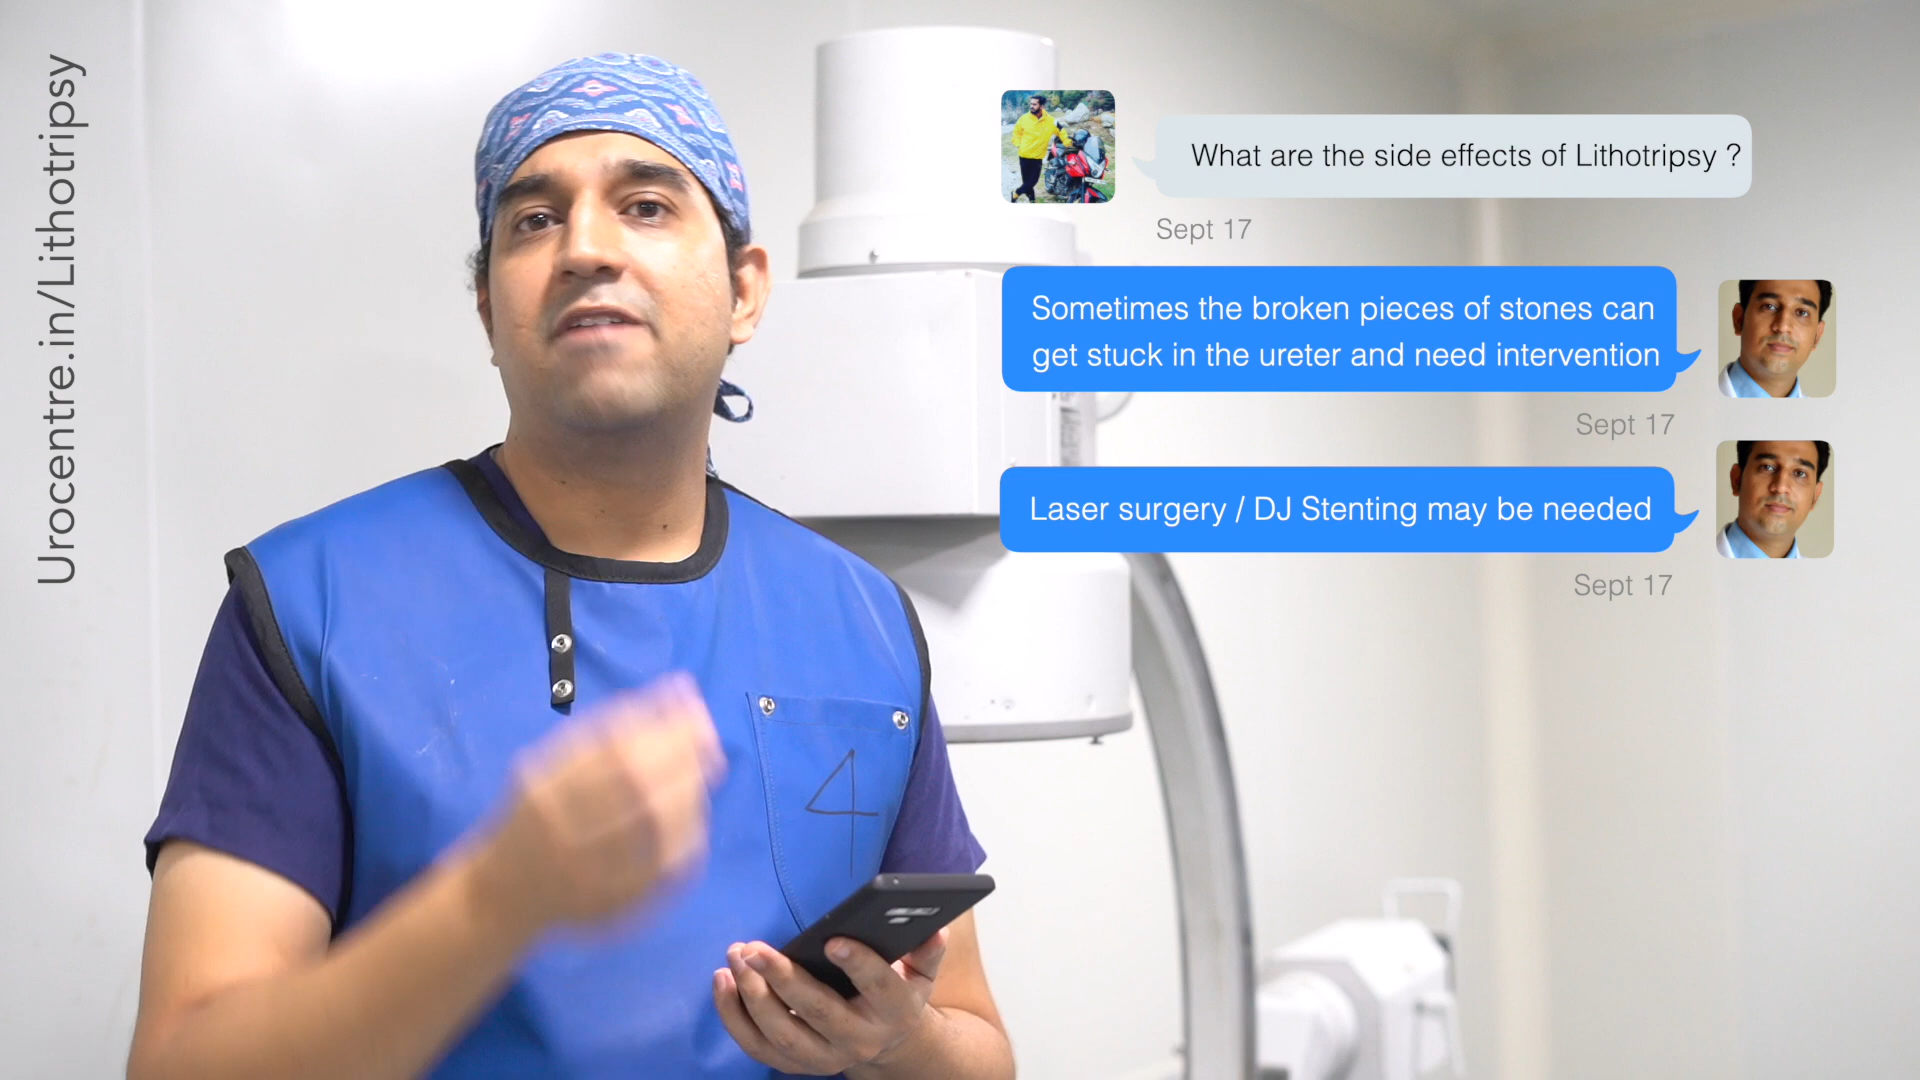 Urocentre.in/Lithotripsy
What are the side effects of Lithotripsy ?
Sept 17
Sometimes the broken pieces of stones can
get stuck in the ureter and need intervention
Sept 17
Laser surgery / DJ Stenting may be needed
Sept 17
4